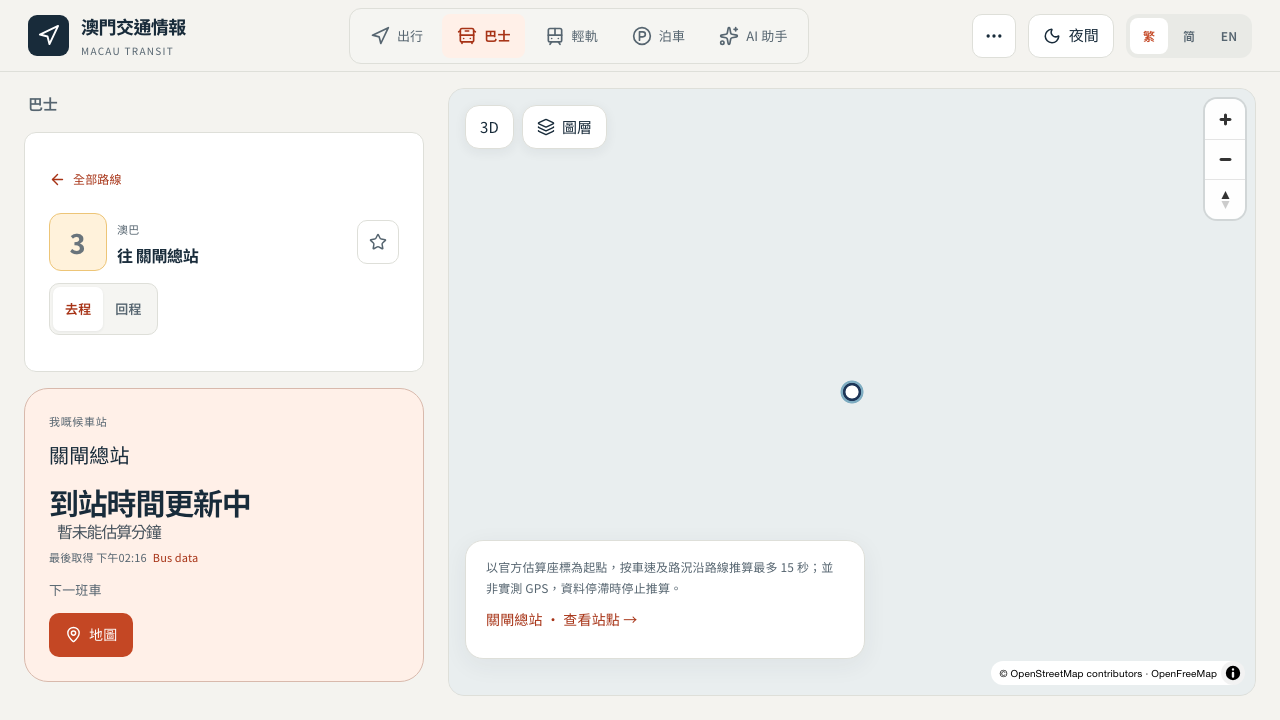 澳門交通情報
MACAU TRANSIT
出行
巴士
輕軌
泊車
AI 助手
夜間
繁
简
EN
巴士
全部路線
3
澳巴
往 關閘總站
去程
回程
我嘅候車站
關閘總站
到站時間更新中
暫未能估算分鐘
最後取得 下午02:16 Bus data
下一班車
地圖
3D
圖層
以官方估算座標為起點，按車速及路況沿路線推算最多 15 秒；並
非實測 GPS，資料停滯時停止推算。
關閘總站 · 查看站點 →
© OpenStreetMap contributors · OpenFreeMap